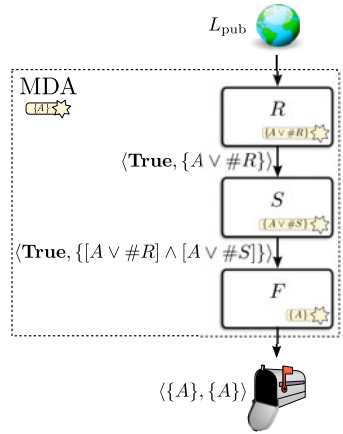 L_pub
MDA
{A}
R
{A ∨ #R}
⟨True, {A ∨ #R}⟩
S
{A ∨ #S}
⟨True, {[A ∨ #R] ∧ [A ∨ #S]}⟩
F
{A}
⟨{A}, {A}⟩